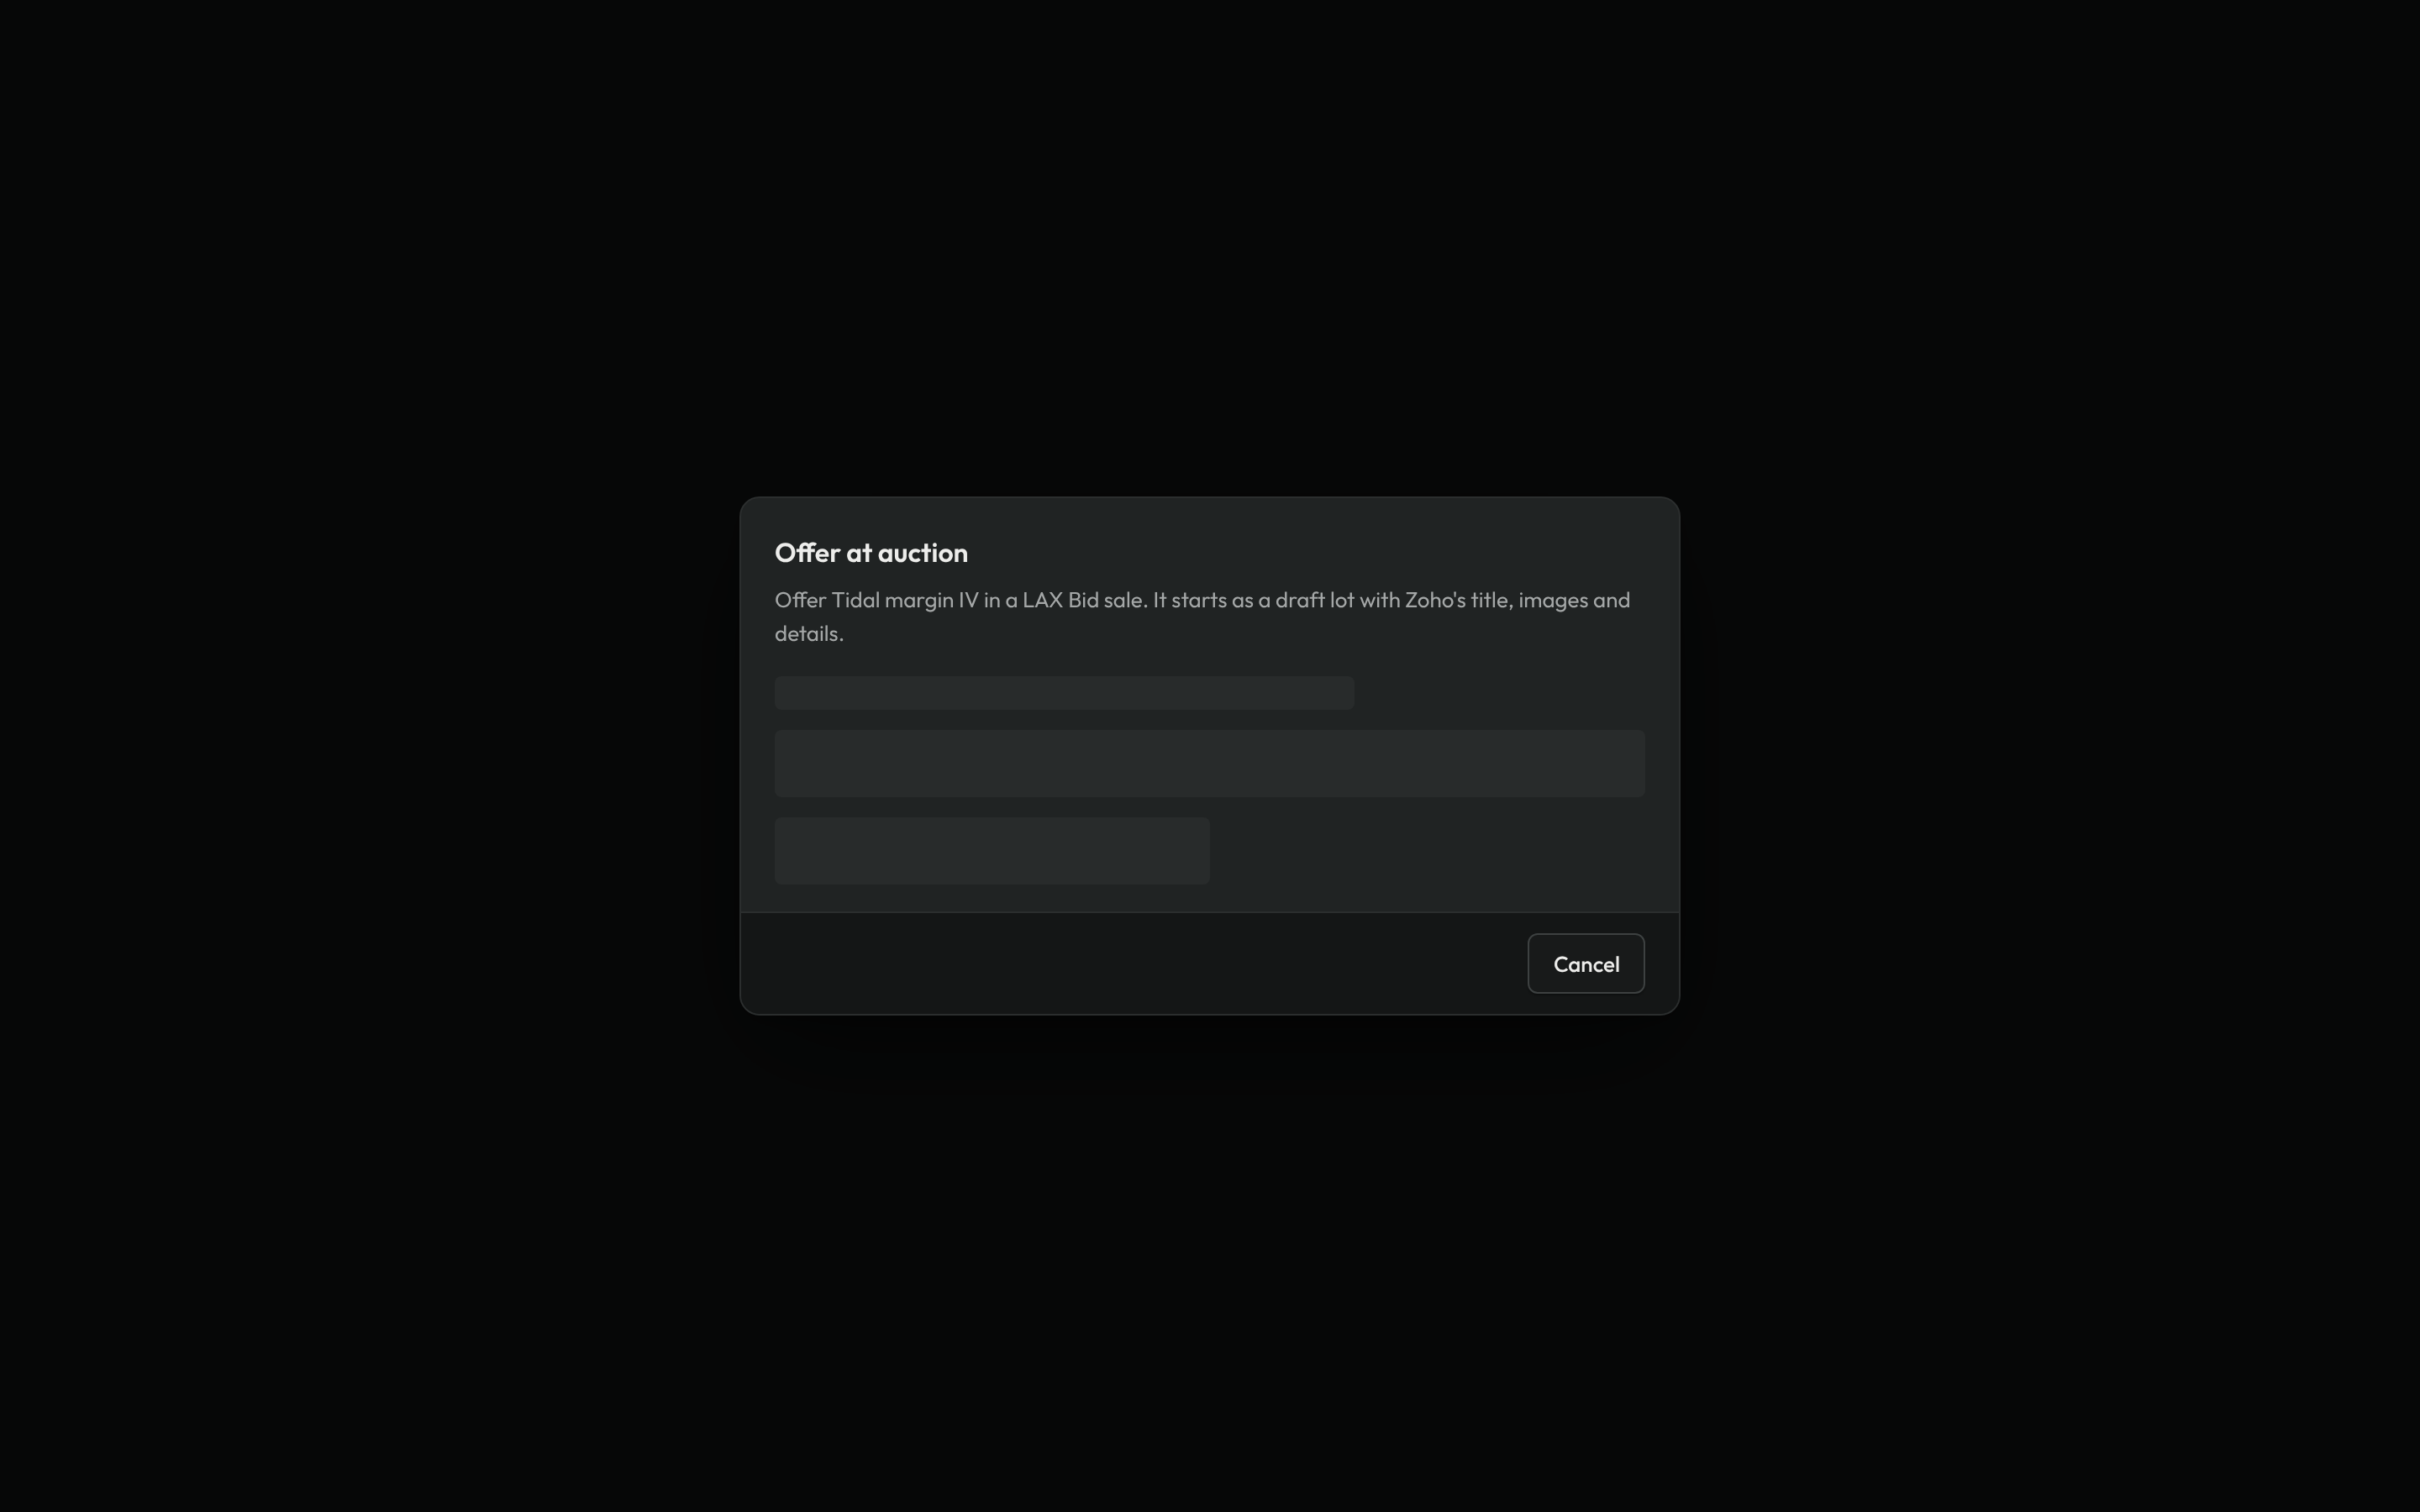 Offer at auction
Offer Tidal margin IV in a LAX Bid sale. It starts as a draft lot with Zoho's title, images and
details.
Cancel